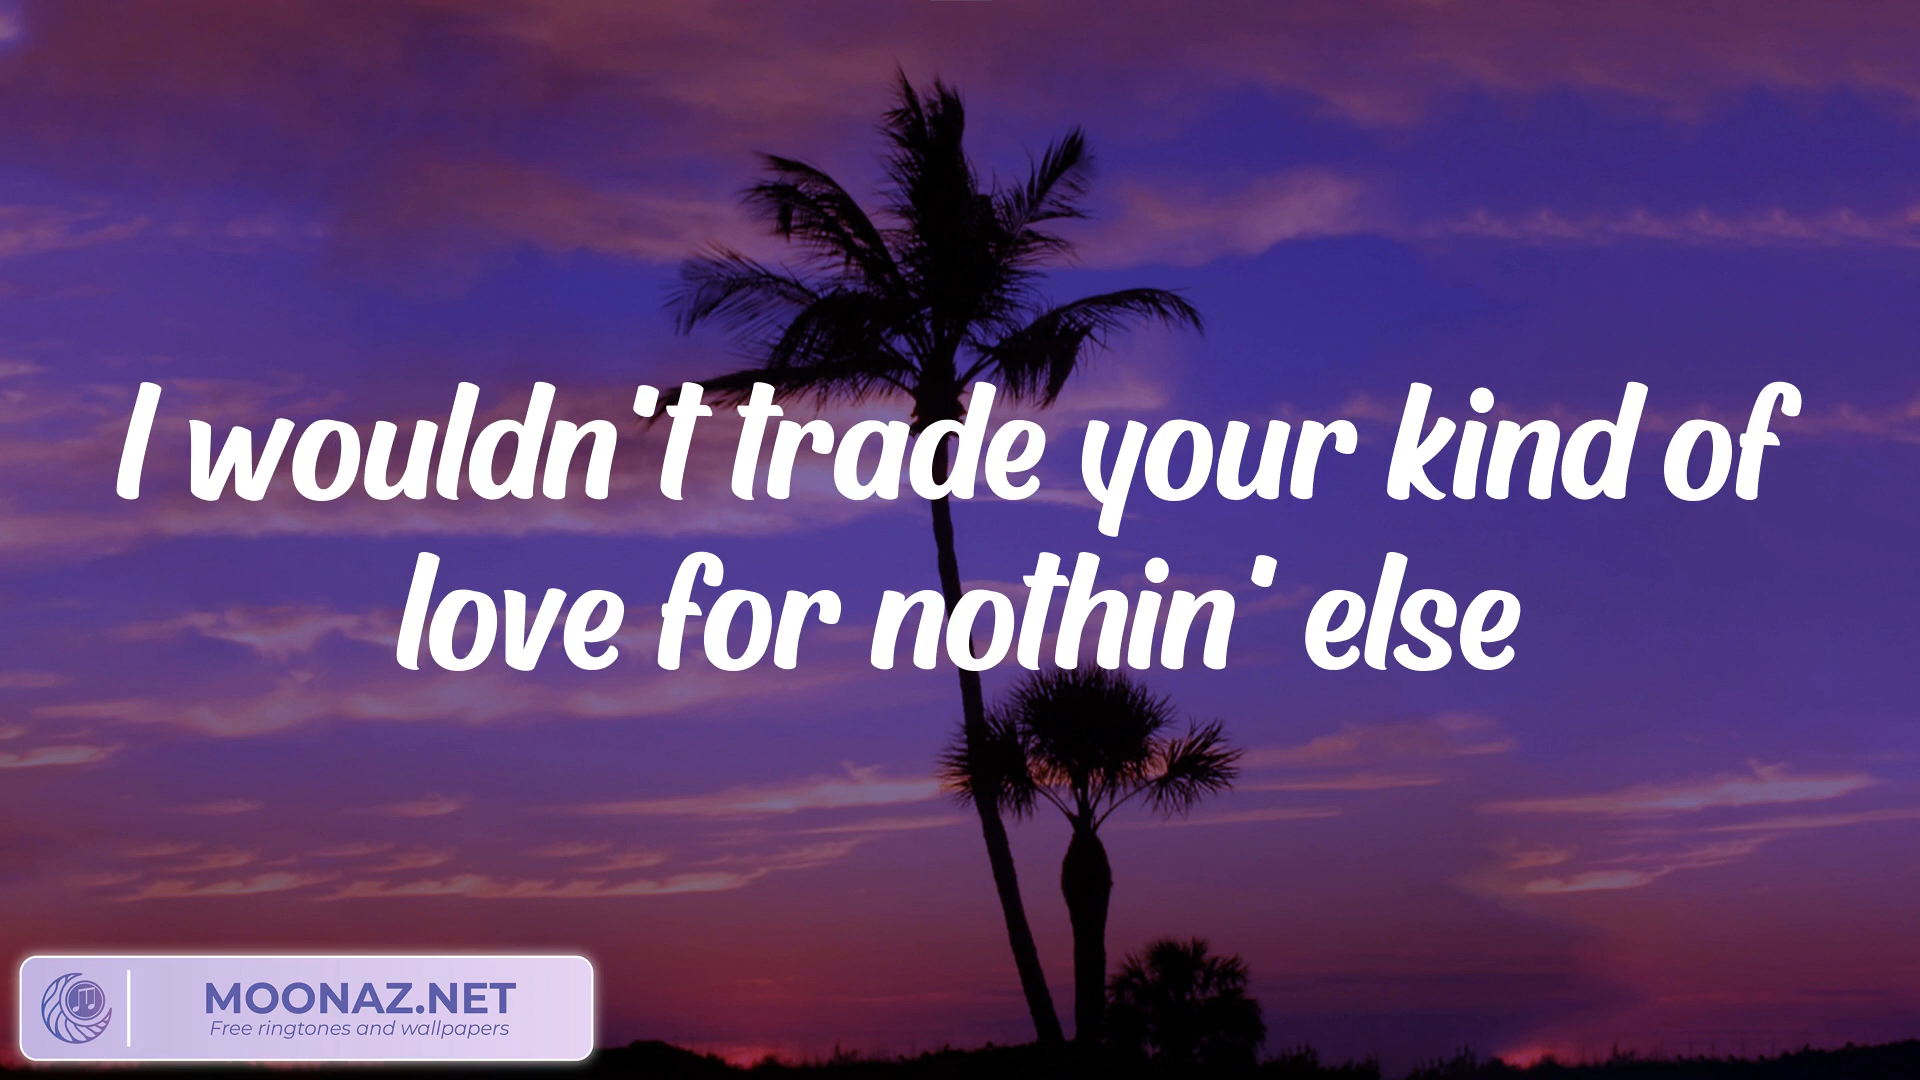 I wouldn't trade your kind of
love for nothin' else
MOONAZ.NET
Free ringtones and wallpapers